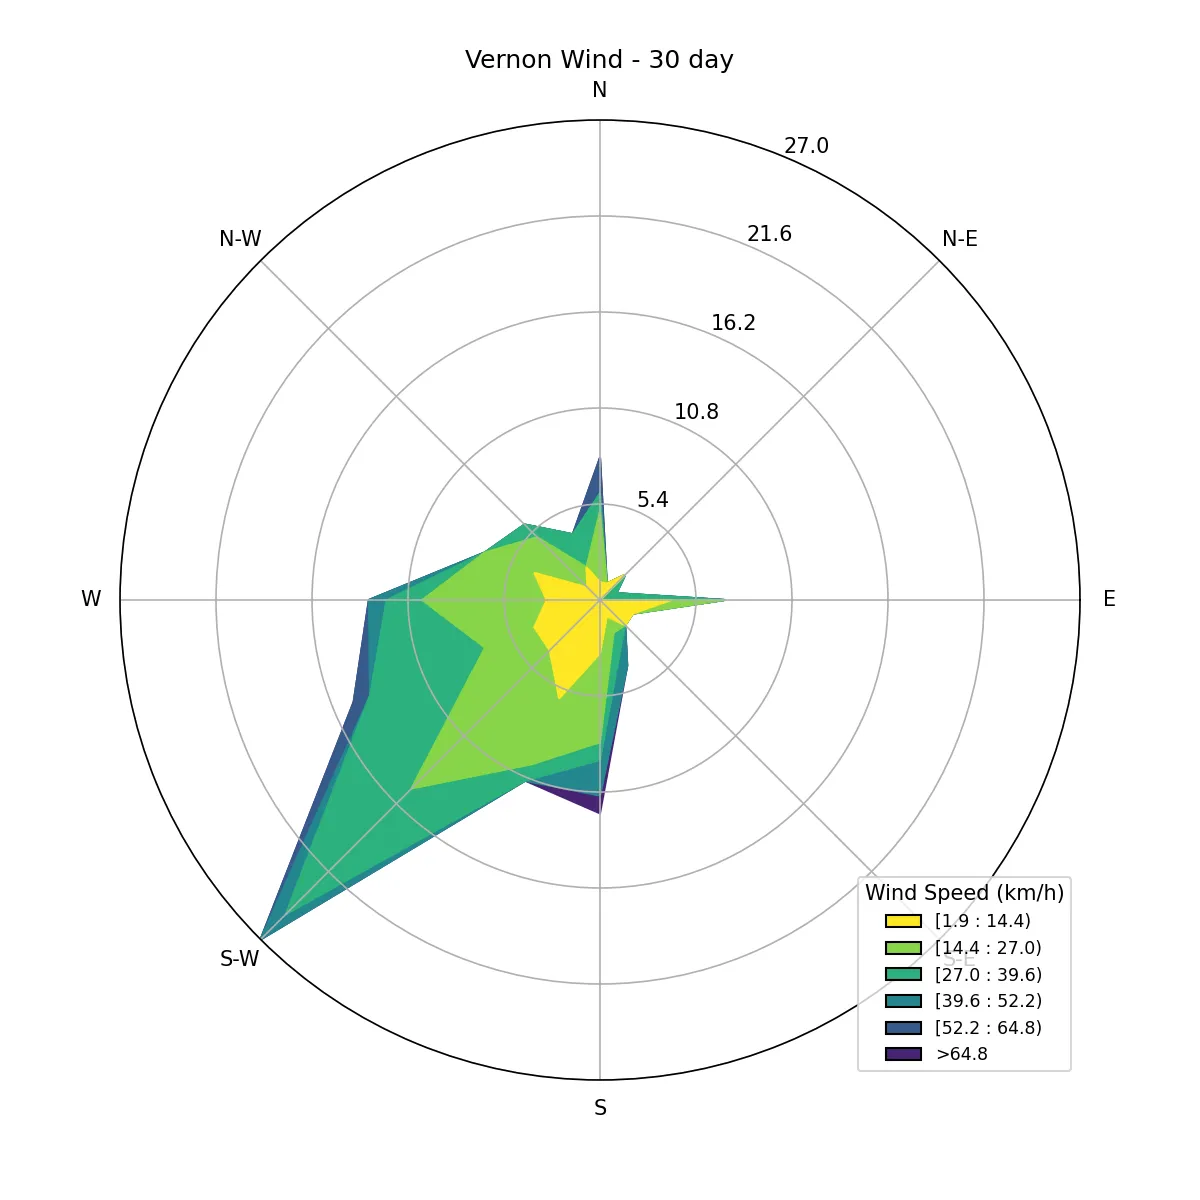 Vernon Wind - 30 day
N
27.0
N-W
21.6
N-E
16.2
10.8
5.4
W
E
Wind Speed (km/h)
[1.9 : 14.4)
[14.4 : 27.0)
S-W
S-E
[27.0 : 39.6)
[39.6 : 52.2)
[52.2 : 64.8)
>64.8
S